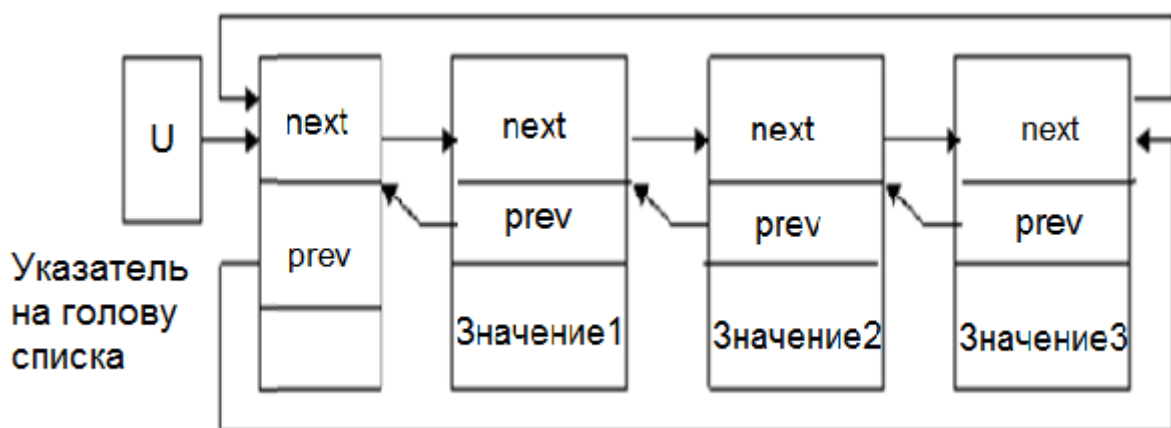 U
Указатель
на голову
списка
next
prev
next
prev
Значение1
next
prev
Значение2
next
prev
Значение3